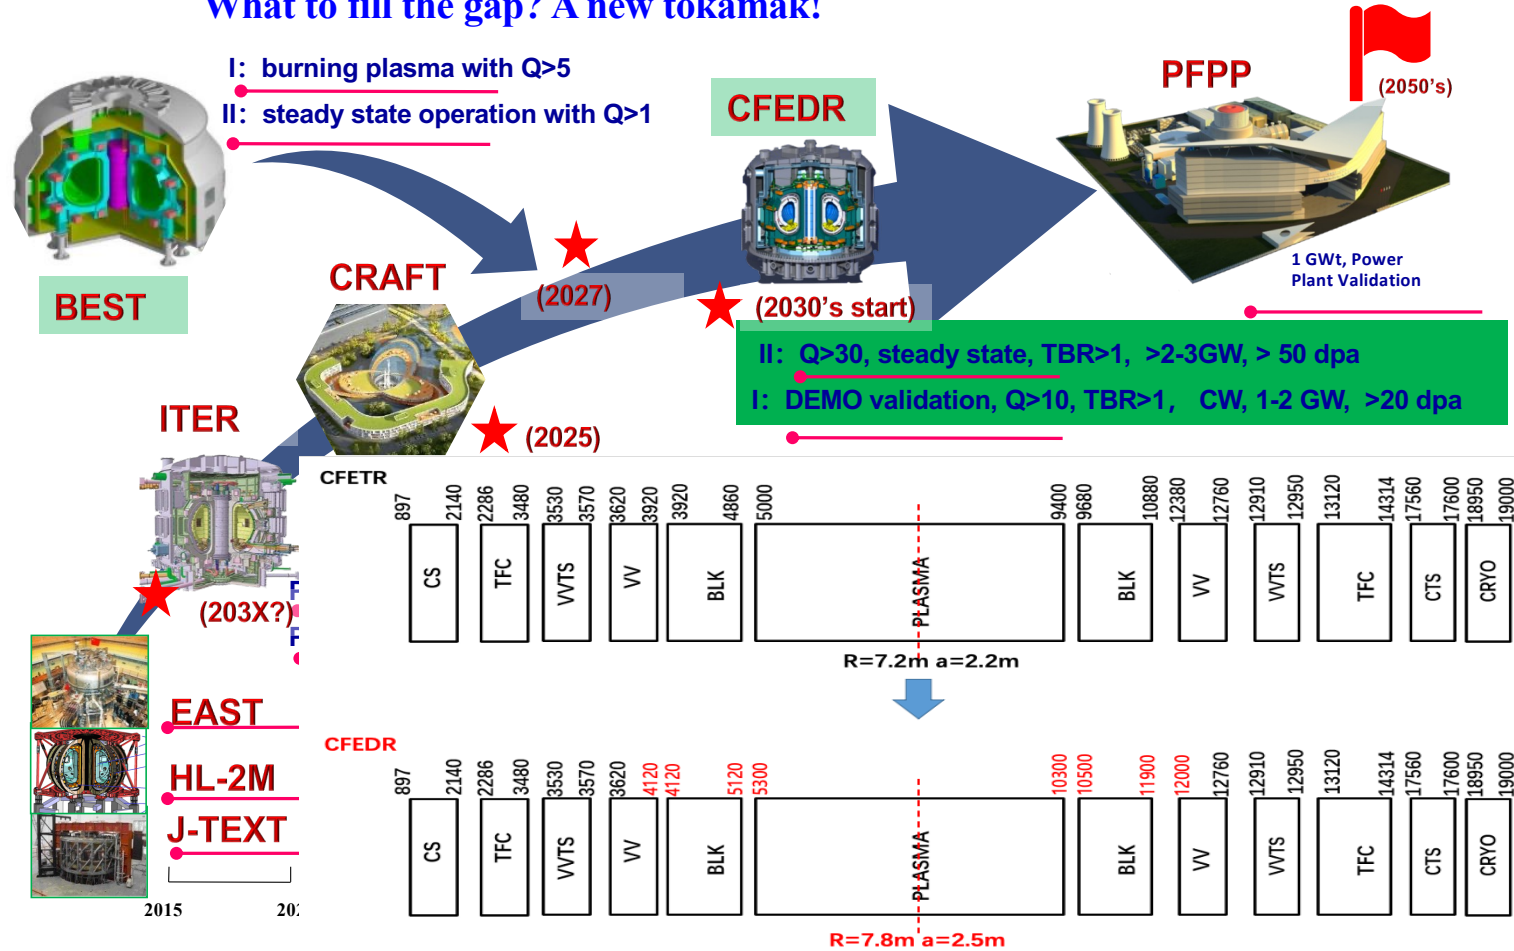 What to fill the gap? A new tokamak!
I: burning plasma with Q>5
II: steady state operation with Q>1
BEST
CFEDR
PFPP
(2050's)
1 GWt, Power
Plant Validation
CRAFT
(2027)
(2030's start)
II: Q>30, steady state, TBR>1, >2-3GW, > 50 dpa
I: DEMO validation, Q>10, TBR>1, CW, 1-2 GW, >20 dpa
ITER
(2025)
(203X?)
EAST
HL-2M
J-TEXT
2015
CFETR
897 2140 2286 3480 3530 3570 3620 3920 3920 4860 5000 9400 9680 10880 12380 12760 12910 12950 13120 14314 17560 17600 18950 19000
CS TFC VVTS VV BLK PLASMA BLK VV VVTS TFC CTS CRYO
R=7.2m a=2.2m
CFEDR
897 2140 2286 3480 3530 3570 3620 4120 4120 5120 5300 10300 10500 11900 12000 12760 12910 12950 13120 14314 17560 17600 18950 19000
CS TFC VVTS VV BLK PLASMA BLK VV VVTS TFC CTS CRYO
R=7.8m a=2.5m